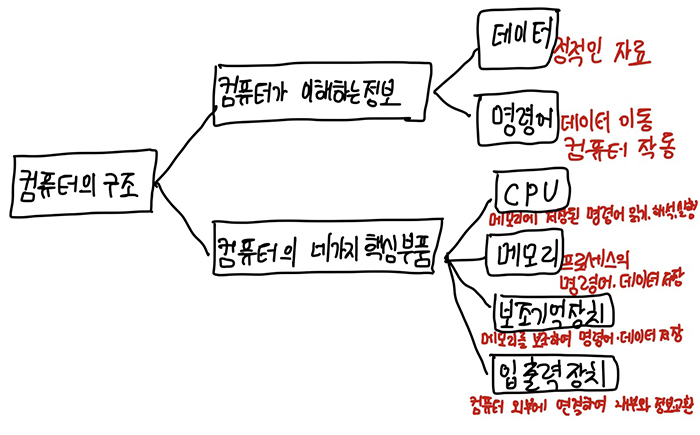 컴퓨터의 구조
컴퓨터가 이해하는 정보
데이터
정적인 자료
명령어
데이터 이동
컴퓨터 작동
컴퓨터의 네가지 핵심부품
CPU
메모리에 저장된 명령어 읽기, 해석, 실행
메모리
프로세스의
명령어·데이터 저장
보조기억장치
메모리를 보조하여 명령어·데이터 저장
입출력장치
컴퓨터 외부에 연결하여 내부와 정보교환